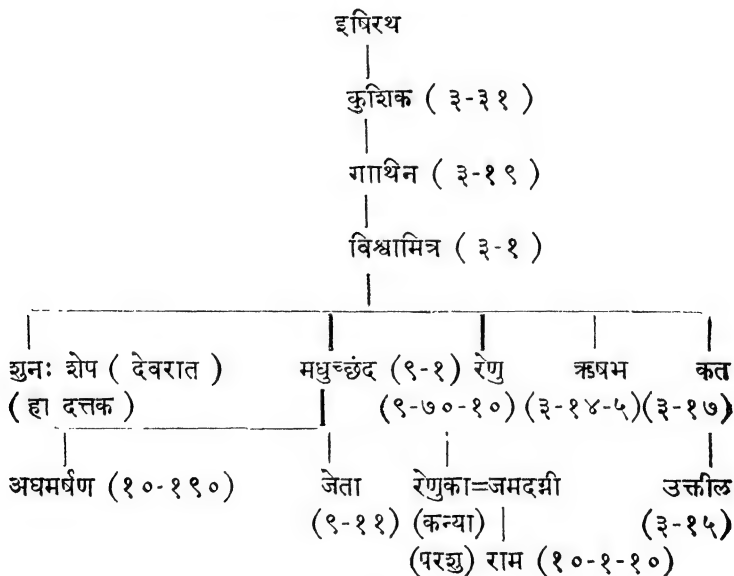 इषिरथ
कुशिक ( ३-३१ )
गाथिन ( ३-१९ )
विश्वामित्र ( ३-१ )
शुनः शेप ( देवरात ) मधुच्छंद (९-१) रेणु ऋषभ कत
(हा दत्तक ) (९-७०-१०) (३-१४-५) (३-१७)
अघमर्षण (१०-१९०) जेता रेणुका=जमदग्नी उत्कील
(१-११) (कन्या) (३-१५)
(परशु) राम (१०-१-१०)